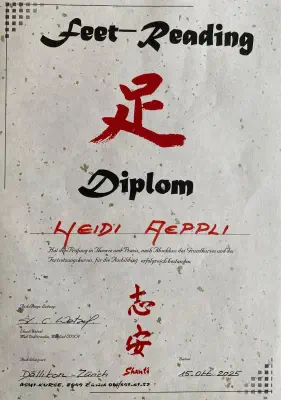 Feet-Reading
足
Diplom
HEIDI AEPPLI
Hat die Prüfung in Theorie und Praxis, nach Abschluss des Grundkurses und des
Fortsetzungskurses, für die Ausbildung erfolgreich bestanden
志
安
Shanti
Ausbildungsort
Dällikon - Zürich
15. Okt. 2025